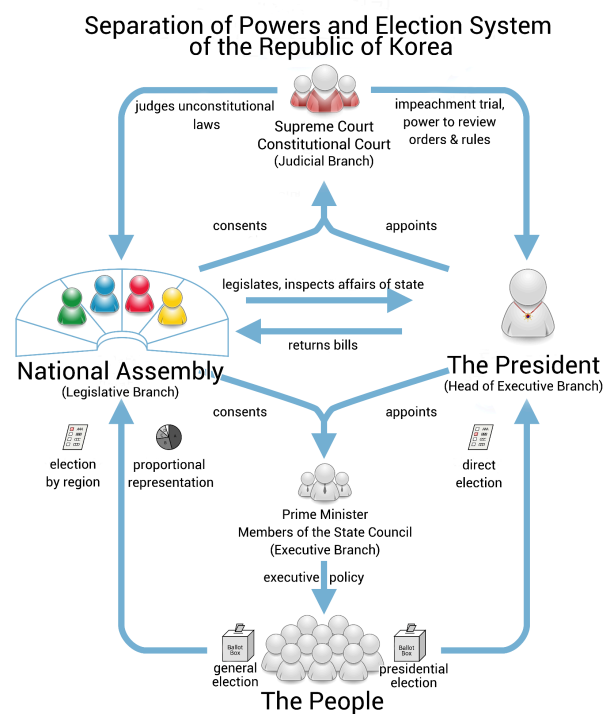 Separation of Powers and Election System
of the Republic of Korea
judges unconstitutional
laws
impeachment trial,
power to review
orders & rules
Supreme Court
Constitutional Court
(Judicial Branch)
consents
appoints
legislates, inspects affairs of state
returns bills
National Assembly
(Legislative Branch)
The President
(Head of Executive Branch)
consents
appoints
election
by region
proportional
representation
direct
election
Prime Minister
Members of the State Council
(Executive Branch)
executive policy
Ballot
Box
general
election
Ballot
Box
presidential
election
The People